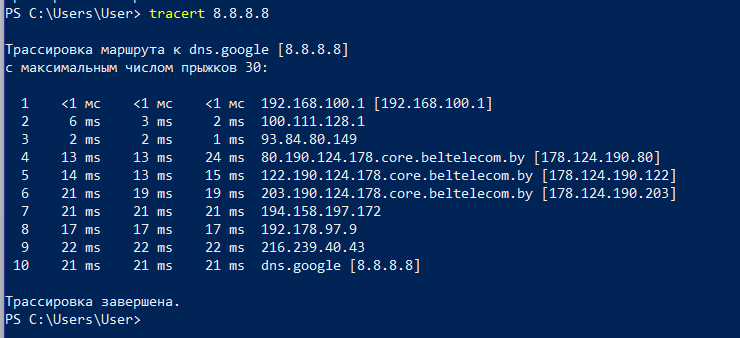 PS C:\Users\User> tracert 8.8.8.8
Трассировка маршрута к dns.google [8.8.8.8]
с максимальным числом прыжков 30:
1 <1 мс <1 мс <1 мс 192.168.100.1 [192.168.100.1]
2 6 ms 3 ms 2 ms 100.111.128.1
3 2 ms 2 ms 1 ms 93.84.80.149
4 13 ms 13 ms 24 ms 80.190.124.178.core.beltelecom.by [178.124.190.80]
5 14 ms 13 ms 15 ms 122.190.124.178.core.beltelecom.by [178.124.190.122]
6 21 ms 19 ms 19 ms 203.190.124.178.core.beltelecom.by [178.124.190.203]
7 21 ms 21 ms 21 ms 194.158.197.172
8 17 ms 17 ms 17 ms 192.178.97.9
9 22 ms 22 ms 22 ms 216.239.40.43
10 21 ms 21 ms 21 ms dns.google [8.8.8.8]
Трассировка завершена.
PS C:\Users\User>